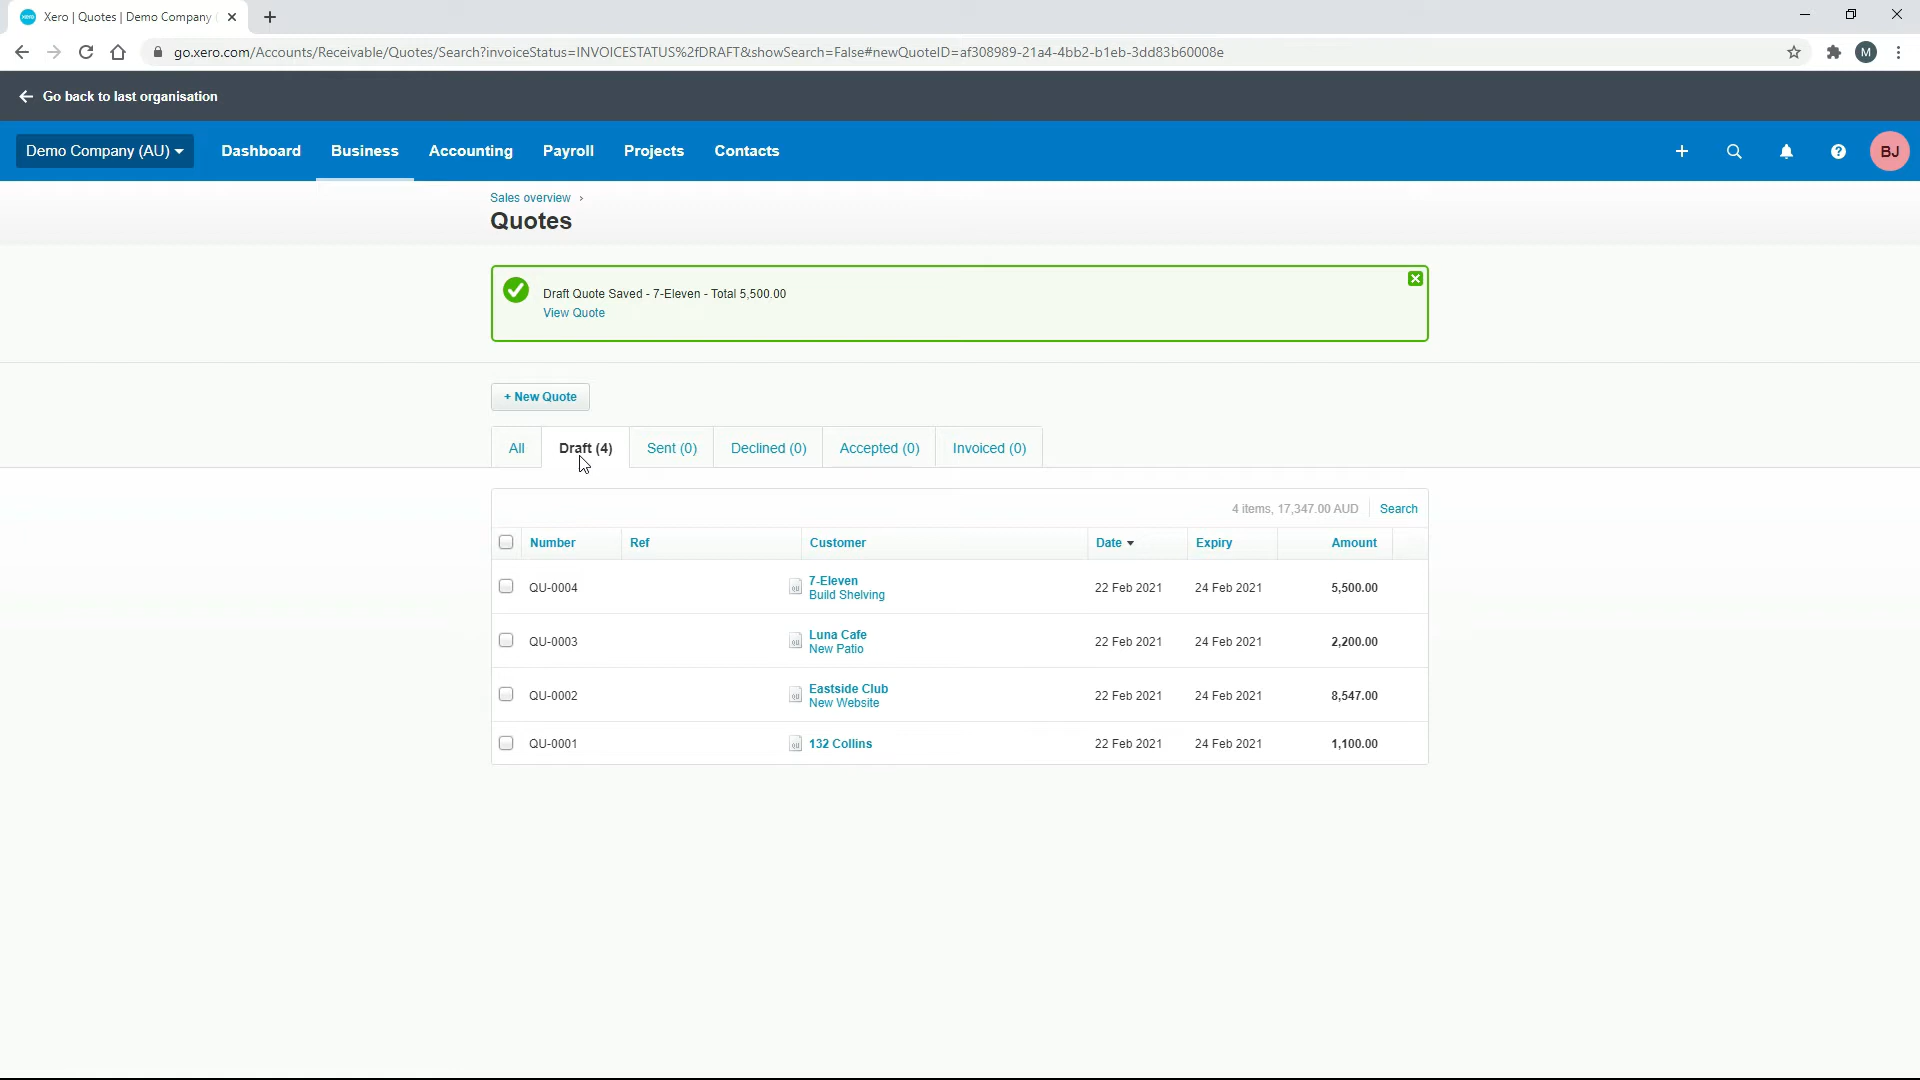 Xero | Quotes | Demo Company
go.xero.com/Accounts/Receivable/Quotes/Search?invoiceStatus=INVOICESTATUS%2fDRAFT&showSearch=False#newQuoteID=af308989-21a4-4bb2-b1eb-3dd83b60008e
M
Go back to last organisation
Demo Company (AU) Dashboard Business Accounting Payroll Projects Contacts BJ
Sales overview ›
Quotes
Draft Quote Saved - 7-Eleven - Total 5,500.00
View Quote
+ New Quote
All Draft (4) Sent (0) Declined (0) Accepted (0) Invoiced (0)
4 items, 17,347.00 AUD Search
Number Ref Customer Date Expiry Amount
QU-0004 7-Eleven 22 Feb 2021 24 Feb 2021 5,500.00
Build Shelving
QU-0003 Luna Cafe 22 Feb 2021 24 Feb 2021 2,200.00
New Patio
QU-0002 Eastside Club 22 Feb 2021 24 Feb 2021 8,547.00
New Website
QU-0001 132 Collins 22 Feb 2021 24 Feb 2021 1,100.00